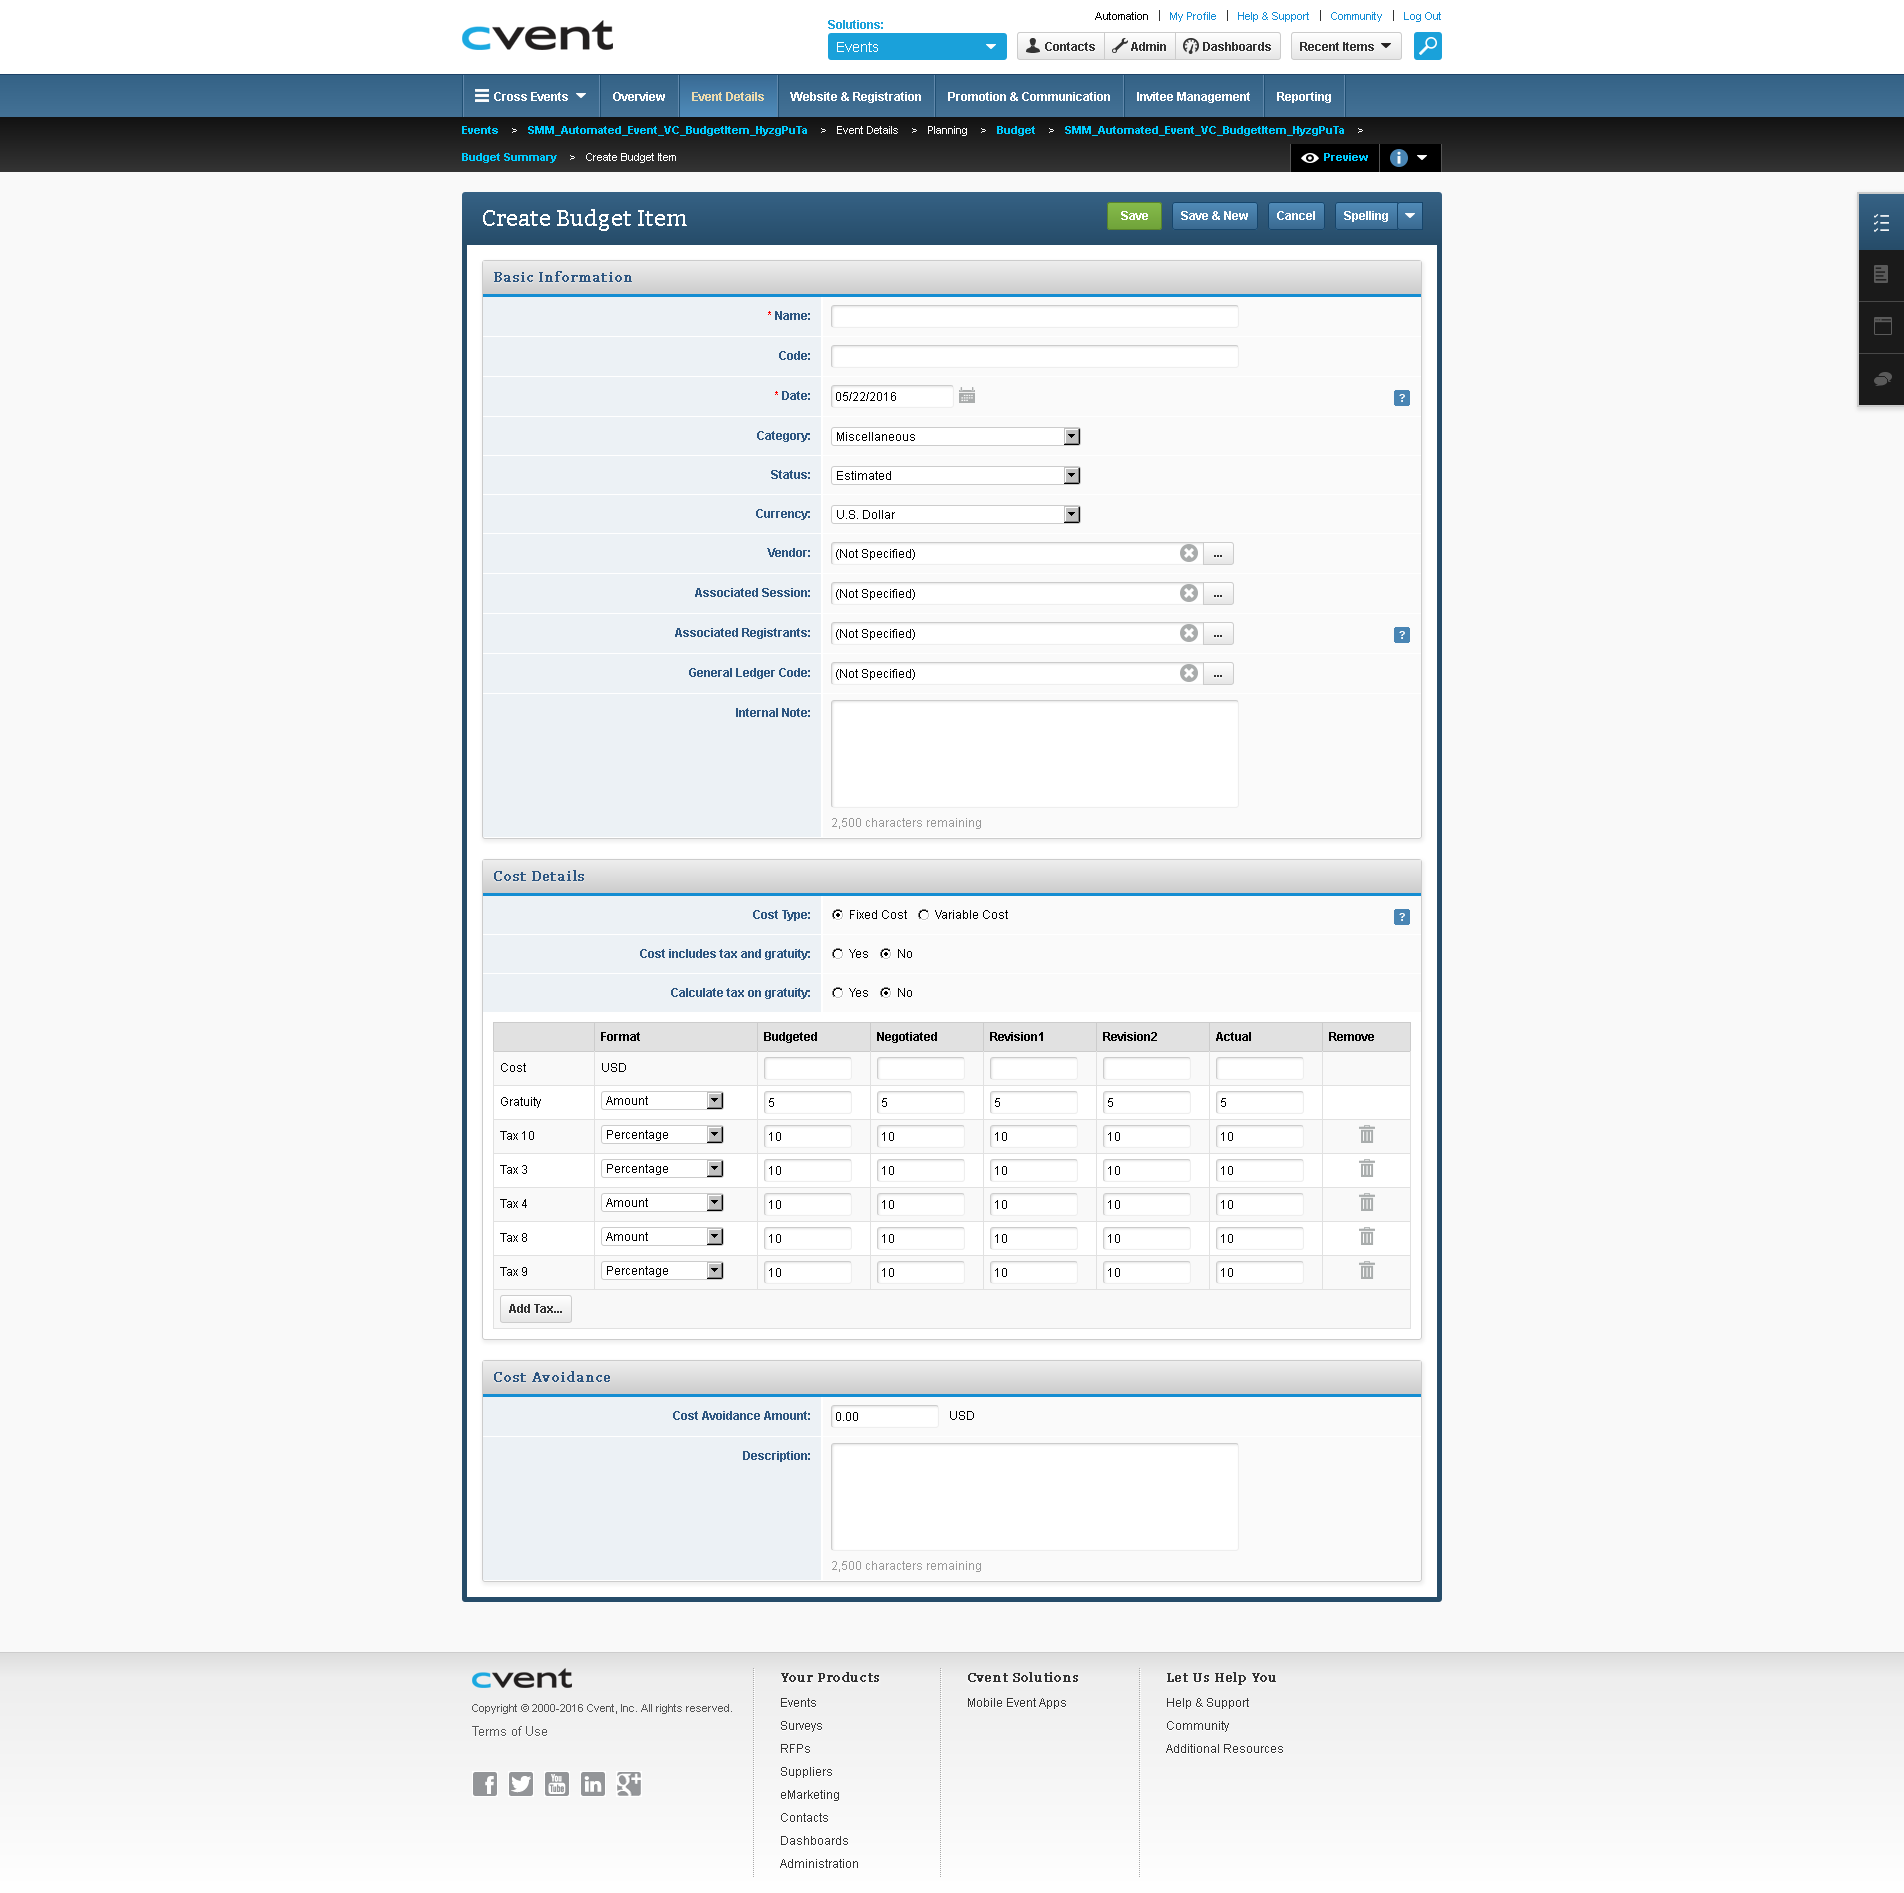 cvent
Automation | My Profile | Help & Support | Community | Log Out
Solutions:
Events
Contacts Admin Dashboards Recent Items
Cross Events Overview Event Details Website & Registration Promotion & Communication Invitee Management Reporting
Events > SMM_Automated_Event_VC_BudgetItem_HyzgPuTa > Event Details > Planning > Budget > SMM_Automated_Event_VC_BudgetItem_HyzgPuTa >
Budget Summary > Create Budget Item
Preview
Create Budget Item
Save Save & New Cancel Spelling
Basic Information
* Name:
Code:
* Date: 05/22/2016 ?
Category: Miscellaneous
Status: Estimated
Currency: U.S. Dollar
Vendor: (Not Specified) ...
Associated Session: (Not Specified) ...
Associated Registrants: (Not Specified) ... ?
General Ledger Code: (Not Specified) ...
Internal Note:
2,500 characters remaining
Cost Details
Cost Type: Fixed Cost Variable Cost ?
Cost includes tax and gratuity: Yes No
Calculate tax on gratuity: Yes No
Format Budgeted Negotiated Revision1 Revision2 Actual Remove
Cost USD
Gratuity Amount 5 5 5 5 5
Tax 10 Percentage 10 10 10 10 10
Tax 3 Percentage 10 10 10 10 10
Tax 4 Amount 10 10 10 10 10
Tax 8 Amount 10 10 10 10 10
Tax 9 Percentage 10 10 10 10 10
Add Tax...
Cost Avoidance
Cost Avoidance Amount: 0.00 USD
Description:
2,500 characters remaining
cvent
Copyright © 2000-2016 Cvent, Inc. All rights reserved.
Terms of Use
Your Products
Events
Surveys
RFPs
Suppliers
eMarketing
Contacts
Dashboards
Administration
Cvent Solutions
Mobile Event Apps
Let Us Help You
Help & Support
Community
Additional Resources